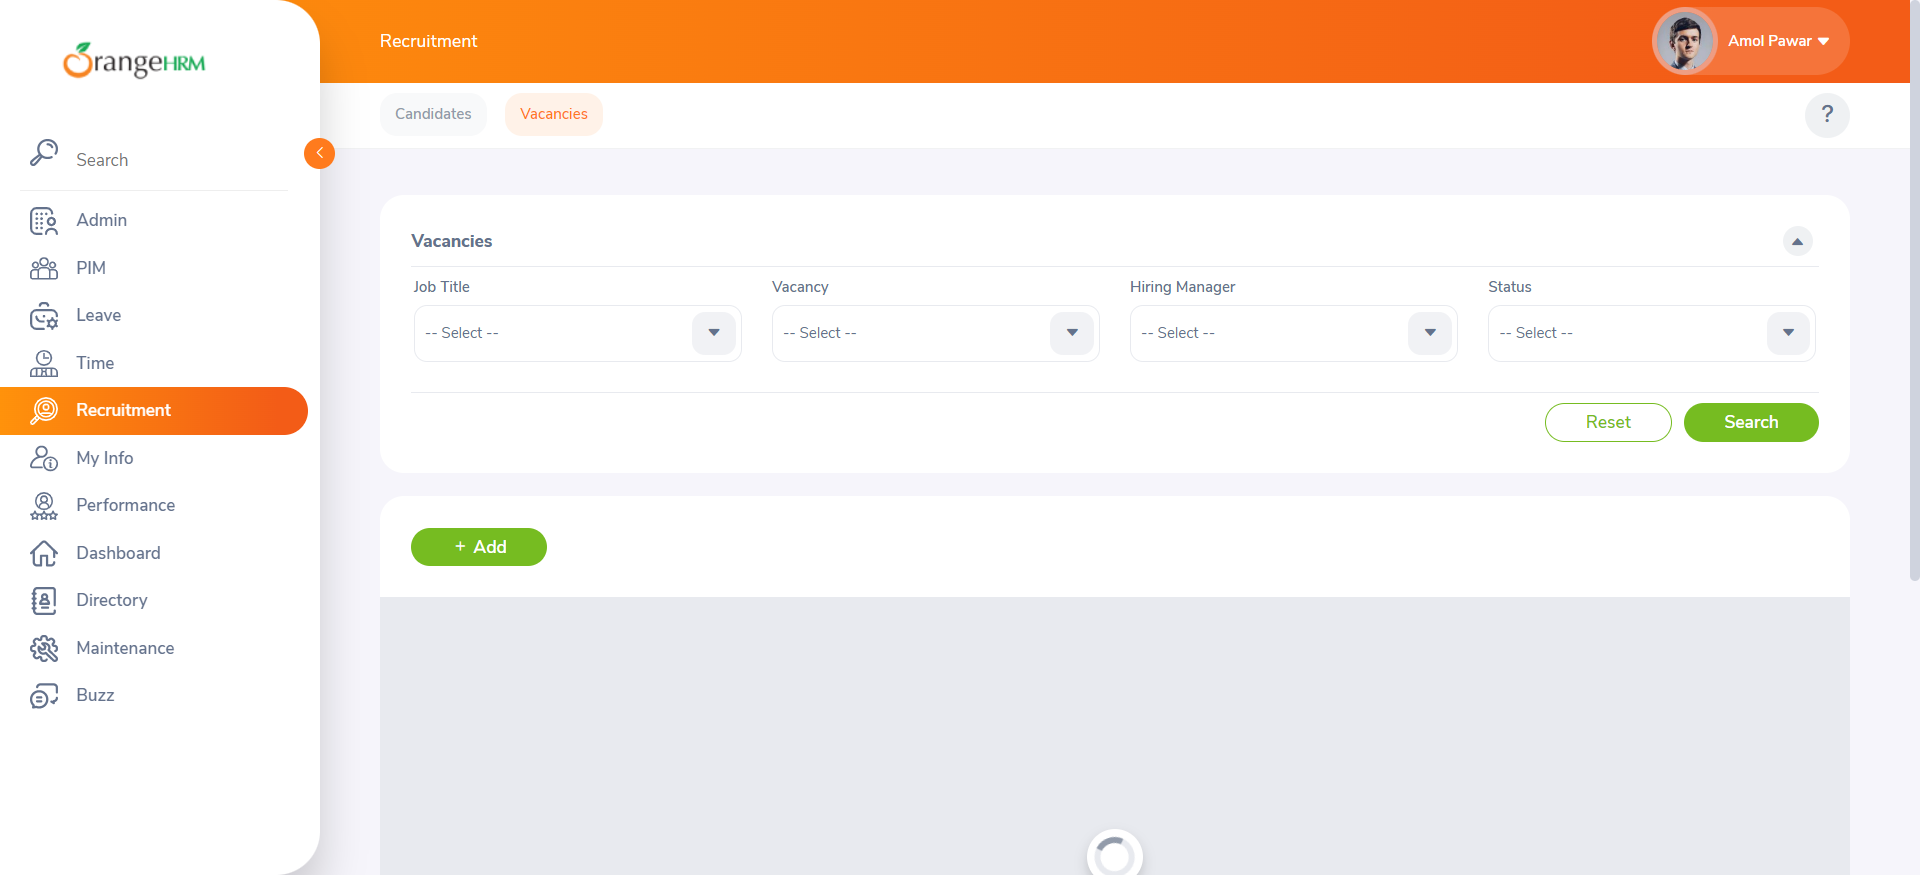 OrangeHRM
Search
Admin
PIM
Leave
Time
Recruitment
My Info
Performance
Dashboard
Directory
Maintenance
Buzz
Recruitment
Amol Pawar
Candidates
Vacancies
?
Vacancies
Job Title
Vacancy
Hiring Manager
Status
-- Select --
-- Select --
-- Select --
-- Select --
Reset
Search
+ Add